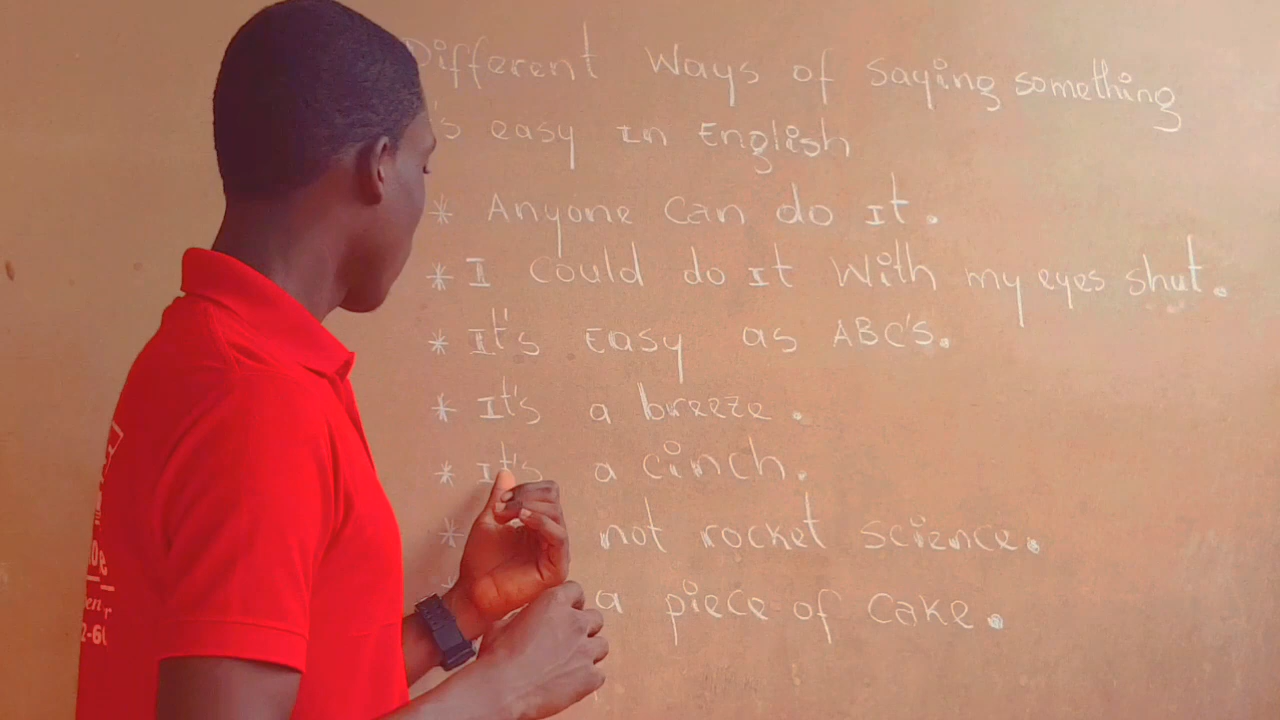 Different Ways of saying something
's easy in English
* Anyone can do it.
* I could do it with my eyes shut.
* It's Easy as ABC's.
* It's a breeze.
* It's a cinch.
* not rocket science.
* a piece of cake.